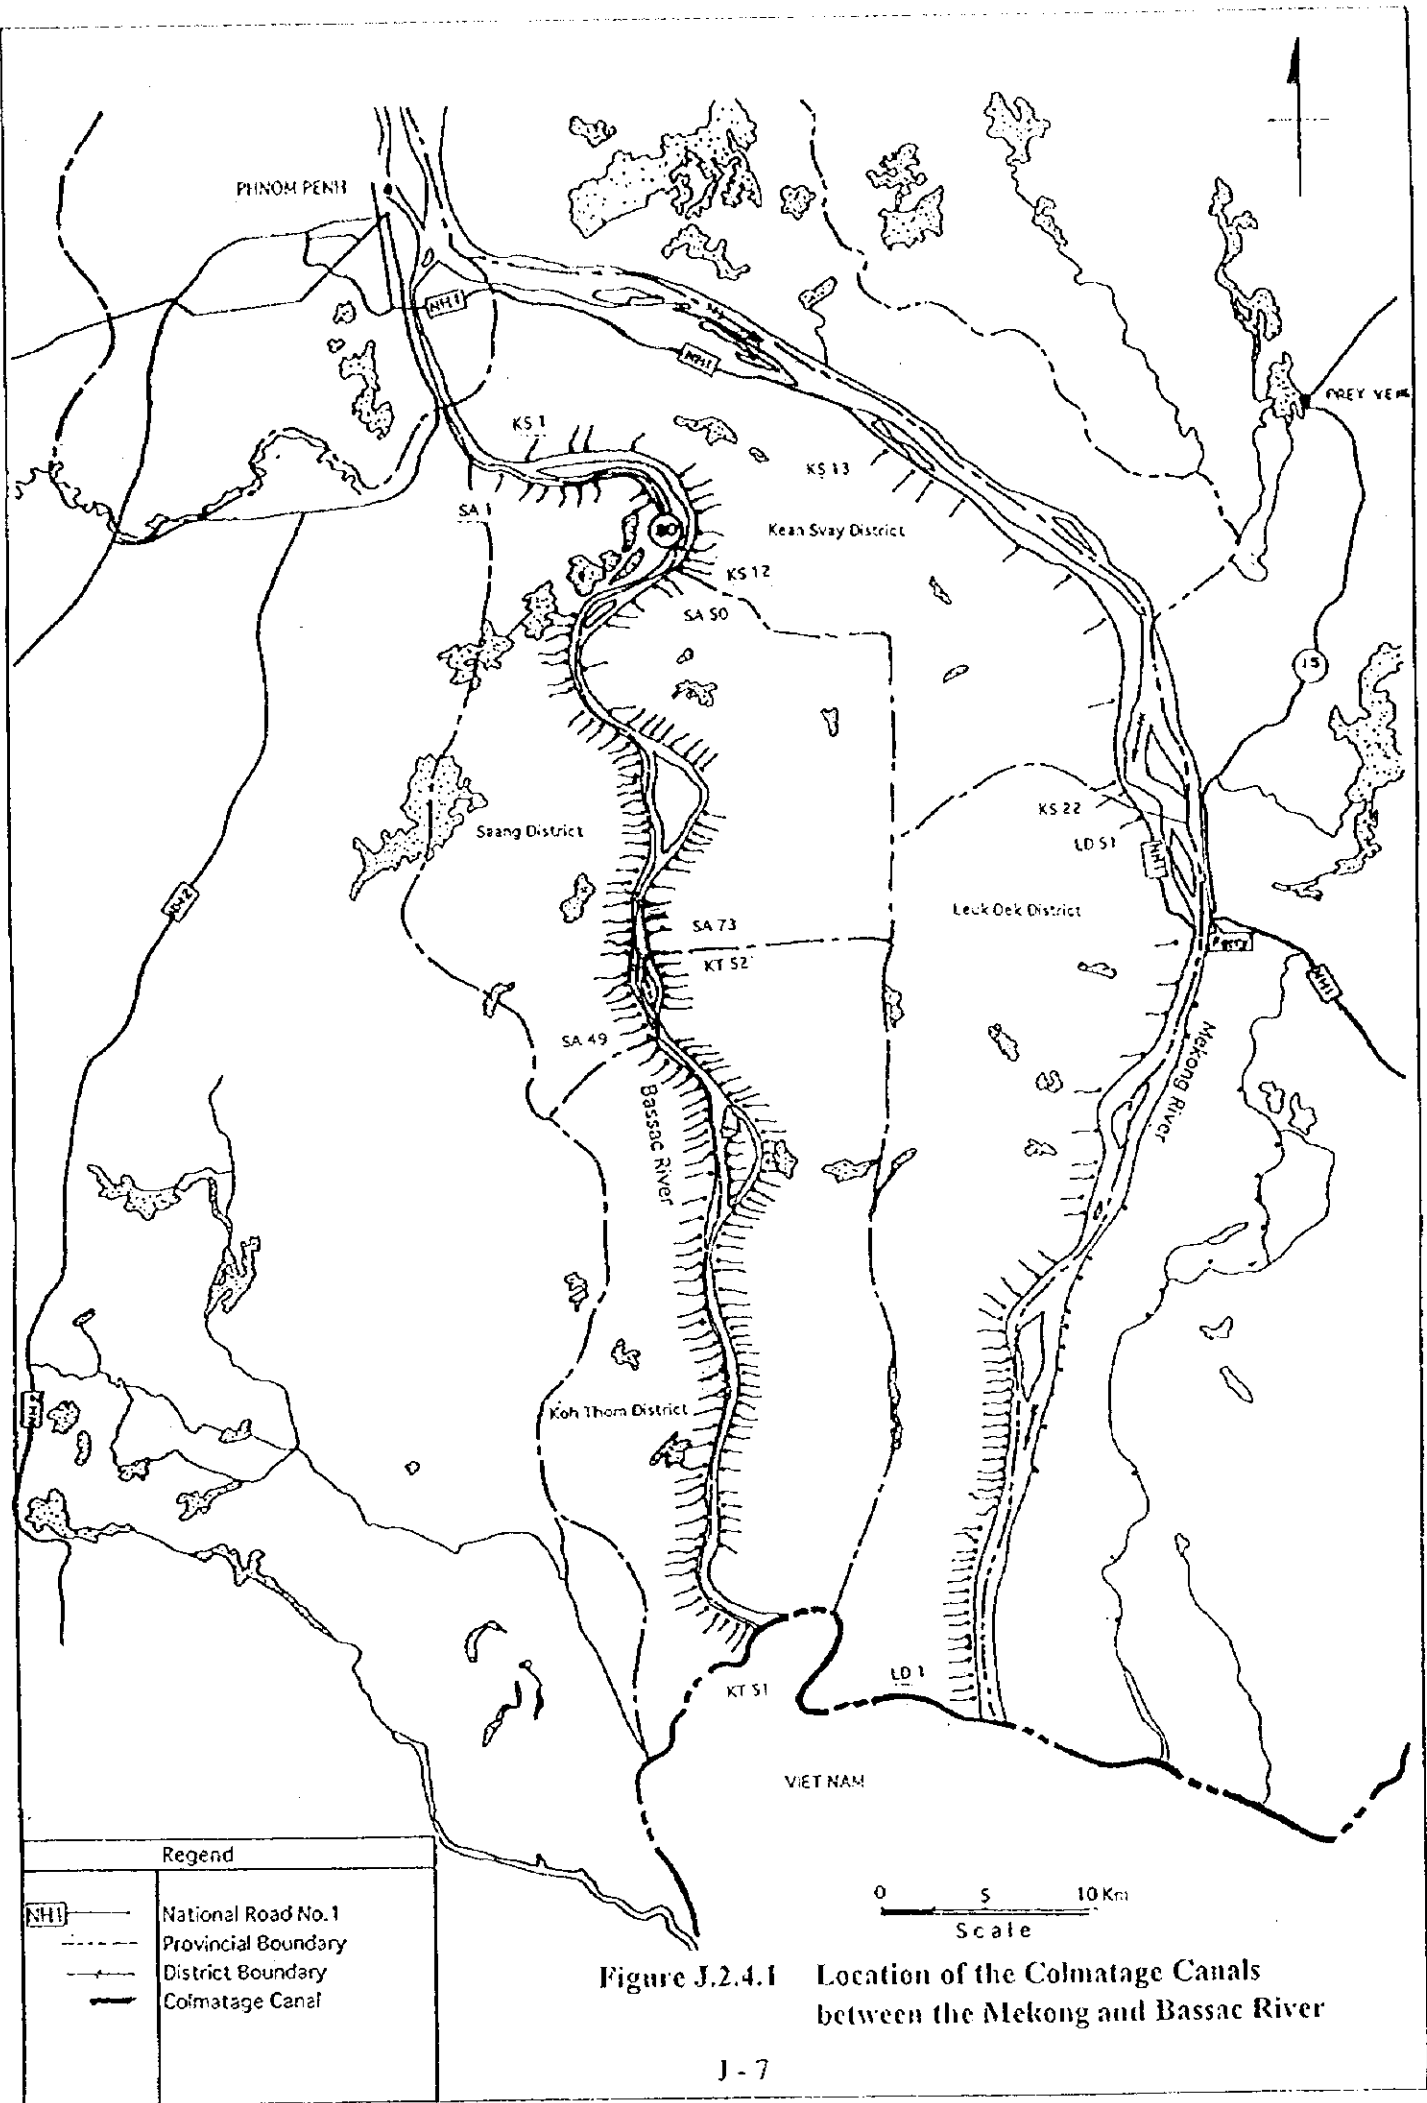 PHNOM PENH
NH1
NH1
PREY VEN
KS 1
KS 13
SA 1
Kean Svay District
KS 12
SA 50
15
KS 22
LD 51
NH1
Saang District
NH2
Leuk Dek District
SA 73
Ferry
KT 52
NH1
SA 49
Mekong River
Bassac River
NH2
Koh Thom District
LD 1
KT 51
VIET NAM
Regend
NH1 National Road No.1
Provincial Boundary
District Boundary
Colmatage Canal
0 5 10 Km
Scale
Figure J.2.4.1 Location of the Colmatage Canals
between the Mekong and Bassac River
J - 7